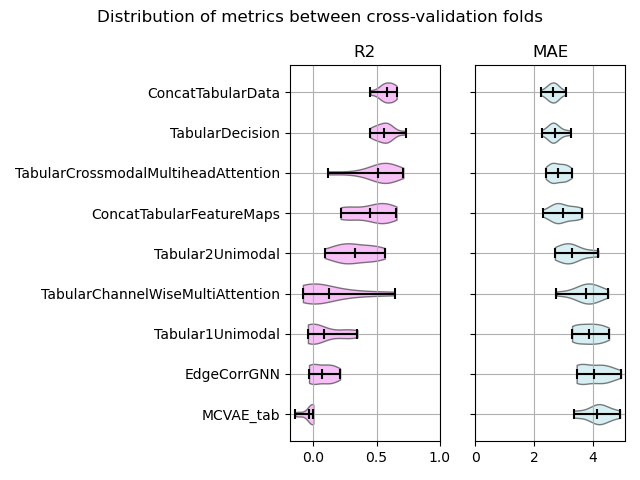 Distribution of metrics between cross-validation folds
R2
MAE
ConcatTabularData
TabularDecision
TabularCrossmodalMultiheadAttention
ConcatTabularFeatureMaps
Tabular2Unimodal
TabularChannelWiseMultiAttention
Tabular1Unimodal
EdgeCorrGNN
MCVAE_tab
0.0 0.5 1.0
0 2 4